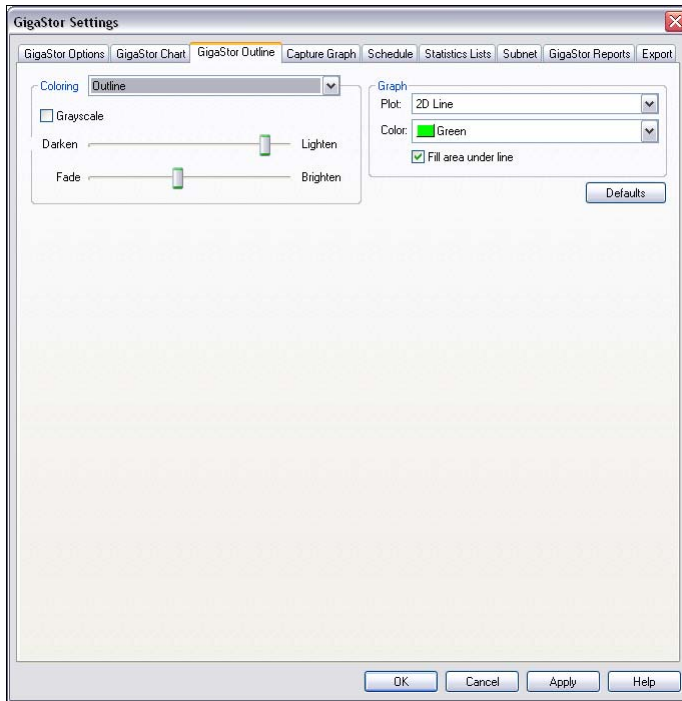 GigaStor Settings
GigaStor Options GigaStor Chart GigaStor Outline Capture Graph Schedule Statistics Lists Subnet GigaStor Reports Export
Coloring Outline
Grayscale
Darken Lighten
Fade Brighten
Graph
Plot: 2D Line
Color: Green
Fill area under line
Defaults
OK Cancel Apply Help